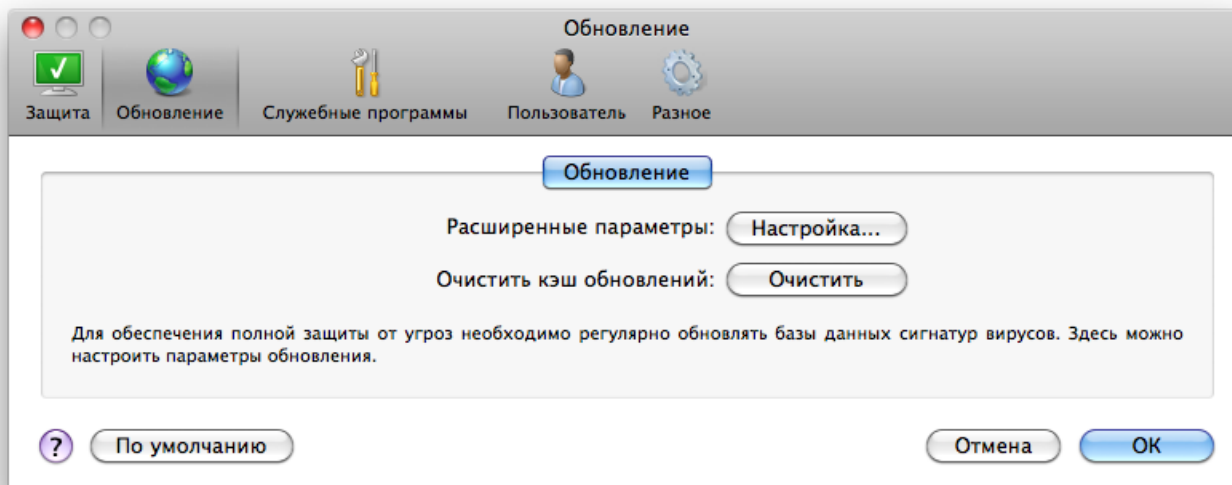 Обновление
Защита Обновление Служебные программы Пользователь Разное
Обновление
Расширенные параметры: Настройка...
Очистить кэш обновлений: Очистить
Для обеспечения полной защиты от угроз необходимо регулярно обновлять базы данных сигнатур вирусов. Здесь можно
настроить параметры обновления.
? По умолчанию Отмена ОК